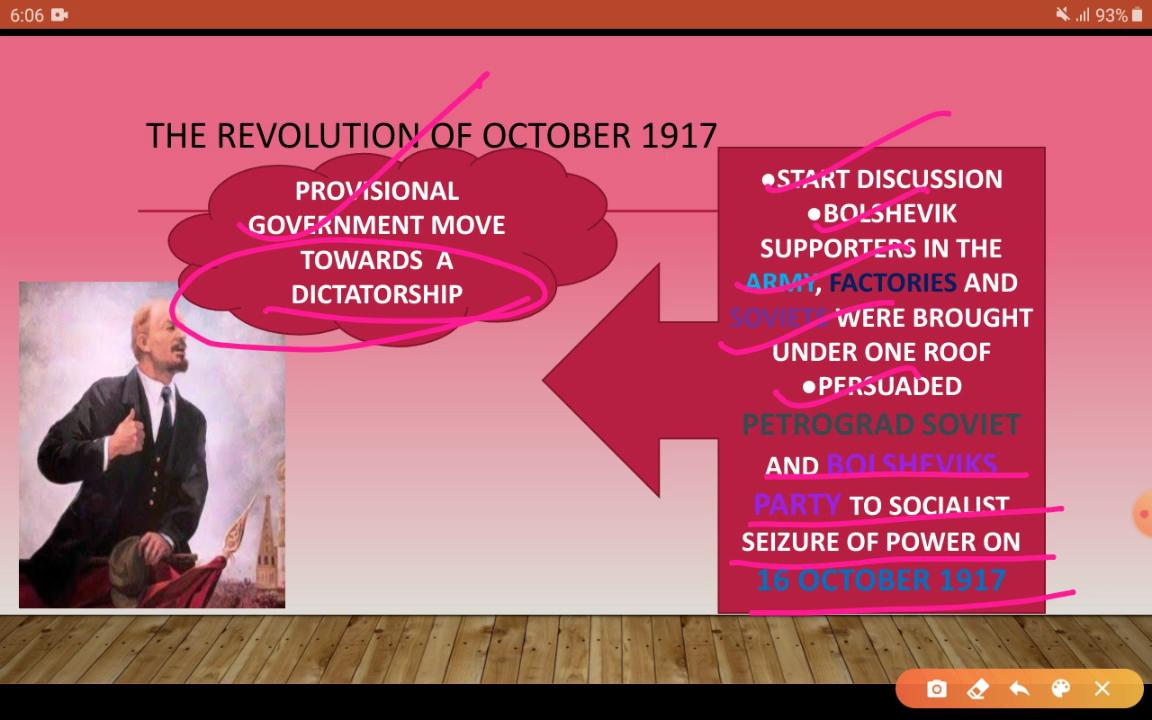 6:06
93%
THE REVOLUTION OF OCTOBER 1917
PROVISIONAL
GOVERNMENT MOVE
TOWARDS A
DICTATORSHIP
●START DISCUSSION
●BOLSHEVIK
SUPPORTERS IN THE
ARMY, FACTORIES AND
SOVIETS WERE BROUGHT
UNDER ONE ROOF
●PERSUADED
PETROGRAD SOVIET
AND BOLSHEVIKS
PARTY TO SOCIALIST
SEIZURE OF POWER ON
16 OCTOBER 1917